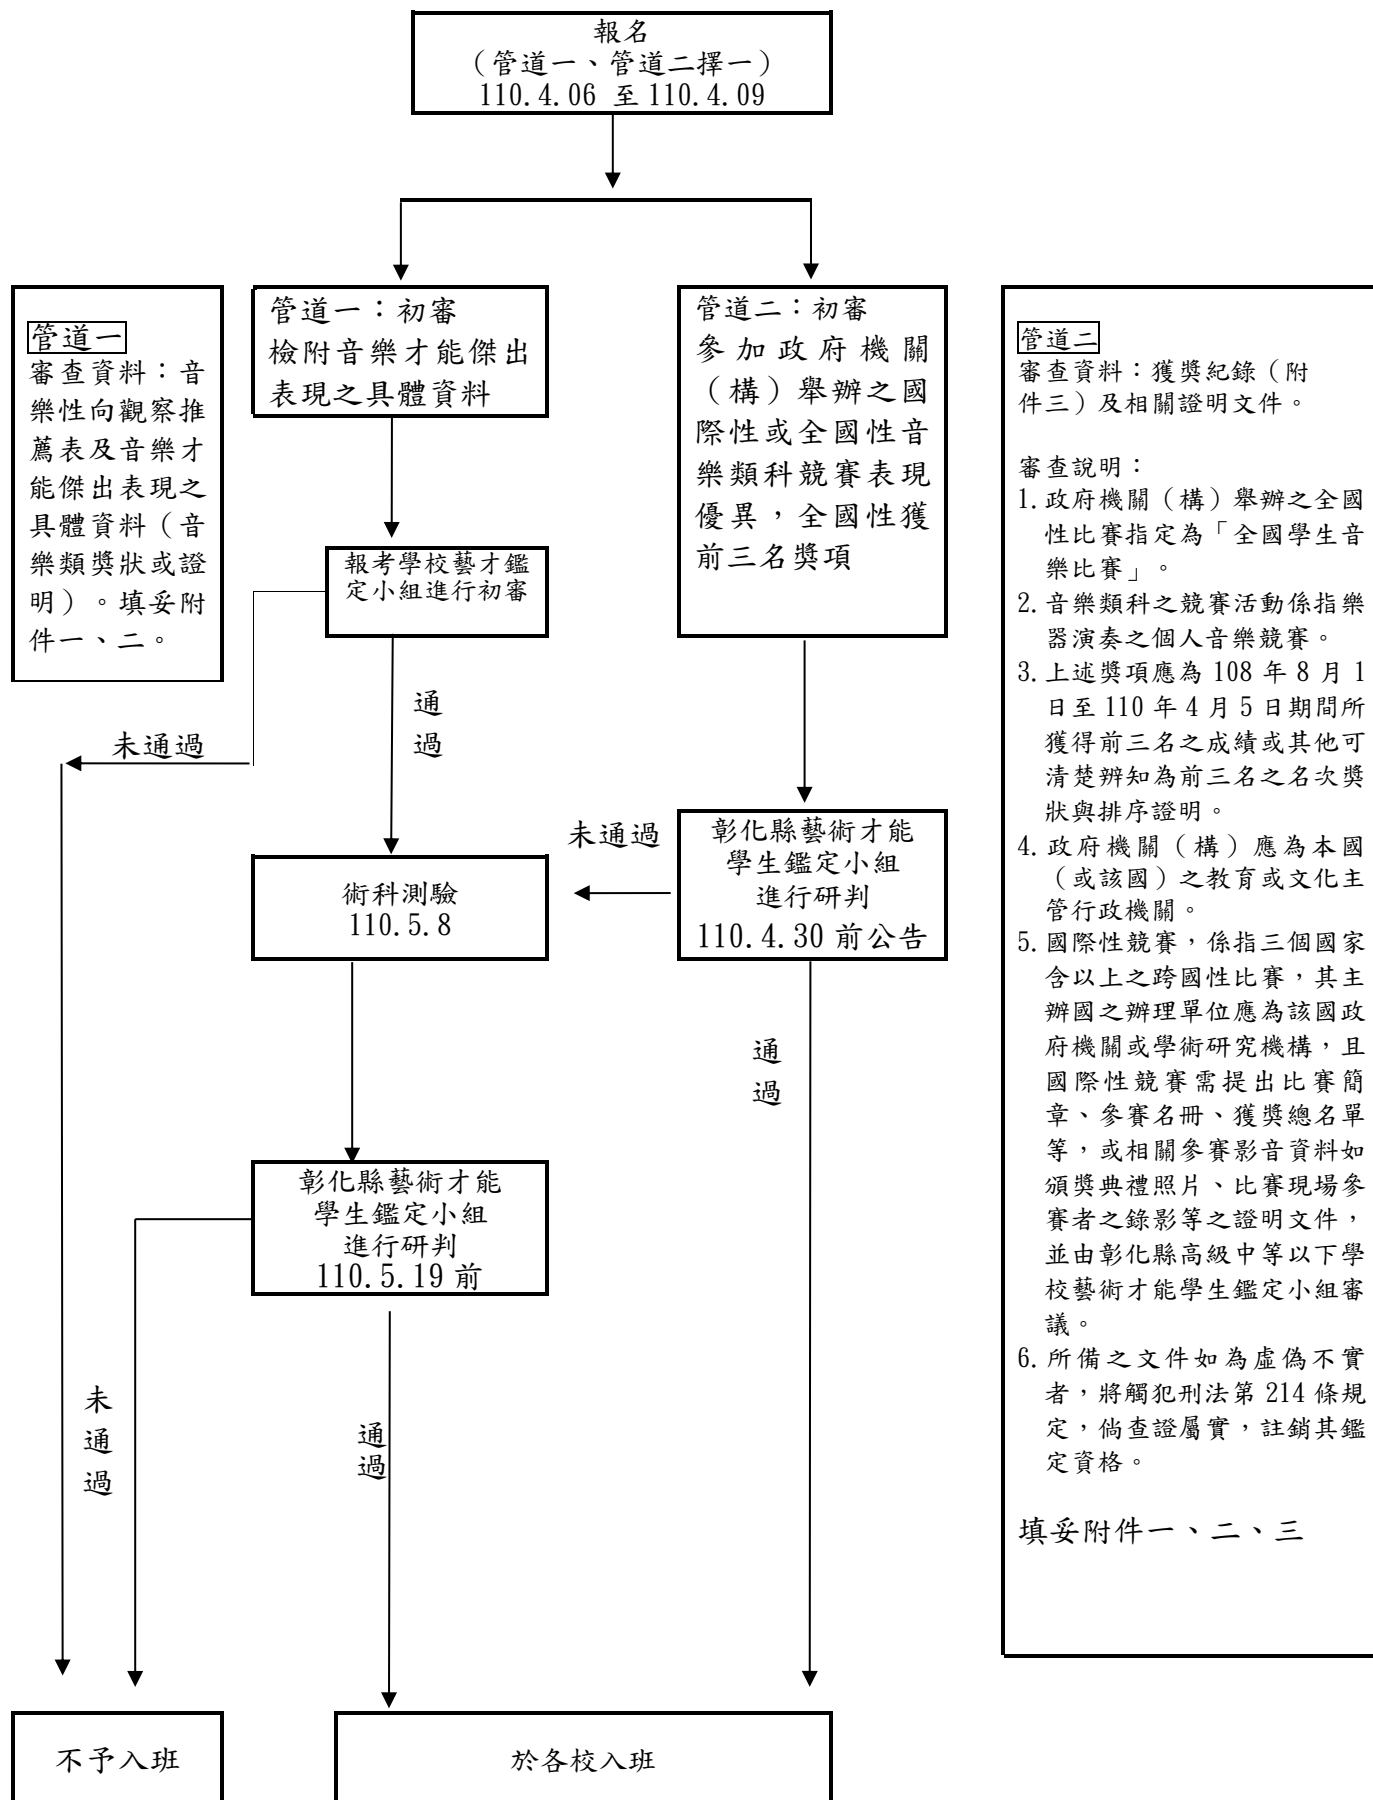 報名
（管道一、管道二擇一）
110.4.06 至 110.4.09
管道一
審查資料：音
樂性向觀察推
薦表及音樂才
能傑出表現之
具體資料（音
樂類獎狀或證
明）。填妥附
件一、二。
管道一：初審
檢附音樂才能傑出
表現之具體資料
管道二：初審
參加政府機關
（構）舉辦之國
際性或全國性音
樂類科競賽表現
優異，全國性獲
前三名獎項
報考學校藝才鑑
定小組進行初審
通
過
未通過
術科測驗
110.5.8
未通過
彰化縣藝術才能
學生鑑定小組
進行研判
110.4.30 前公告
通
過
彰化縣藝術才能
學生鑑定小組
進行研判
110.5.19 前
未
通
過
通
過
不予入班
於各校入班
管道二
審查資料：獲獎紀錄（附
件三）及相關證明文件。
審查說明：
1.政府機關（構）舉辦之全國
性比賽指定為「全國學生音
樂比賽」。
2.音樂類科之競賽活動係指樂
器演奏之個人音樂競賽。
3.上述獎項應為 108 年 8 月 1
日至 110 年 4 月 5 日期間所
獲得前三名之成績或其他可
清楚辨知為前三名之名次獎
狀與排序證明。
4.政府機關（構）應為本國
（或該國）之教育或文化主
管行政機關。
5.國際性競賽，係指三個國家
含以上之跨國性比賽，其主
辦國之辦理單位應為該國政
府機關或學術研究機構，且
國際性競賽需提出比賽簡
章、參賽名冊、獲獎總名單
等，或相關參賽影音資料如
頒獎典禮照片、比賽現場參
賽者之錄影等之證明文件，
並由彰化縣高級中等以下學
校藝術才能學生鑑定小組審
議。
6.所備之文件如為虛偽不實
者，將觸犯刑法第 214 條規
定，倘查證屬實，註銷其鑑
定資格。
填妥附件一、二、三